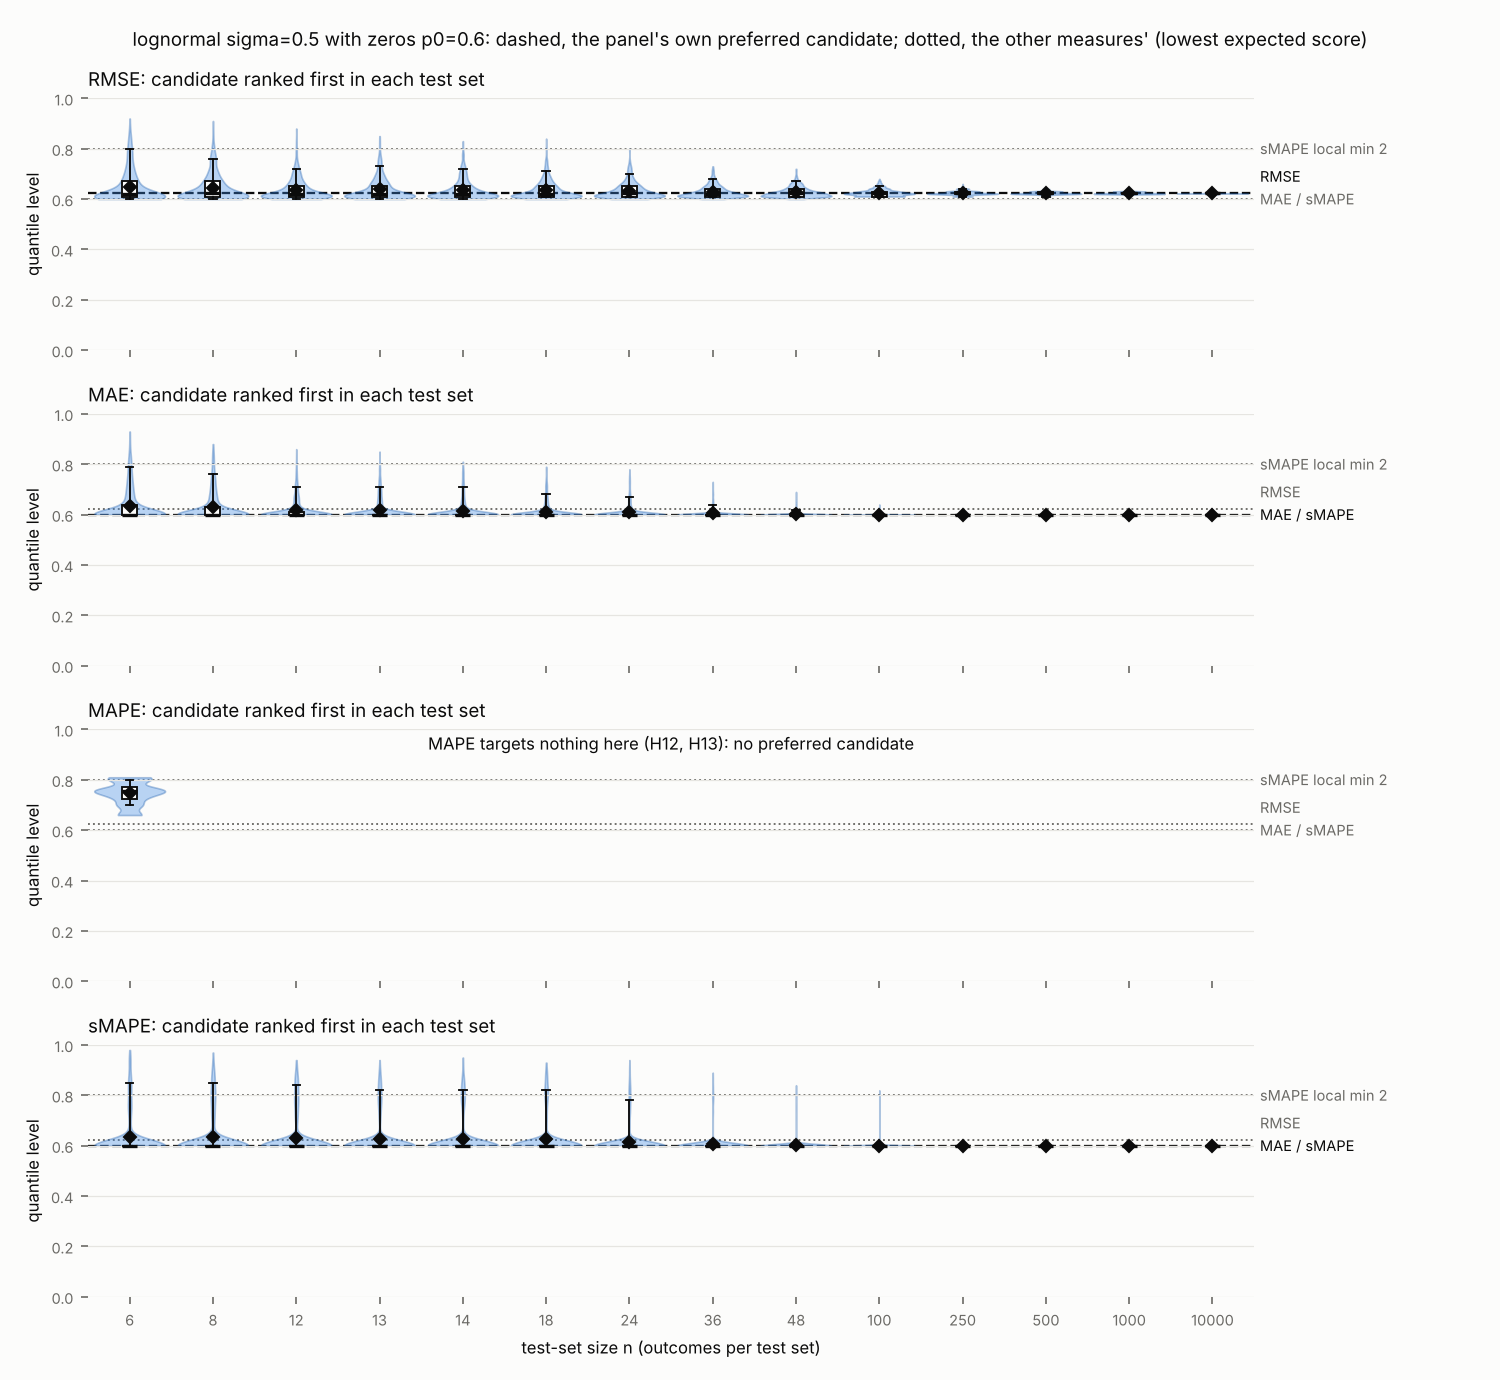 lognormal sigma=0.5 with zeros p0=0.6: dashed, the panel's own preferred candidate; dotted, the other measures' (lowest expected score)
RMSE: candidate ranked first in each test set
quantile level
1.0
0.8
0.6
0.4
0.2
0.0
sMAPE local min 2
RMSE
MAE / sMAPE
MAE: candidate ranked first in each test set
quantile level
1.0
0.8
0.6
0.4
0.2
0.0
sMAPE local min 2
RMSE
MAE / sMAPE
MAPE: candidate ranked first in each test set
MAPE targets nothing here (H12, H13): no preferred candidate
quantile level
1.0
0.8
0.6
0.4
0.2
0.0
sMAPE local min 2
RMSE
MAE / sMAPE
sMAPE: candidate ranked first in each test set
quantile level
1.0
0.8
0.6
0.4
0.2
0.0
sMAPE local min 2
RMSE
MAE / sMAPE
6 8 12 13 14 18 24 36 48 100 250 500 1000 10000
test-set size n (outcomes per test set)